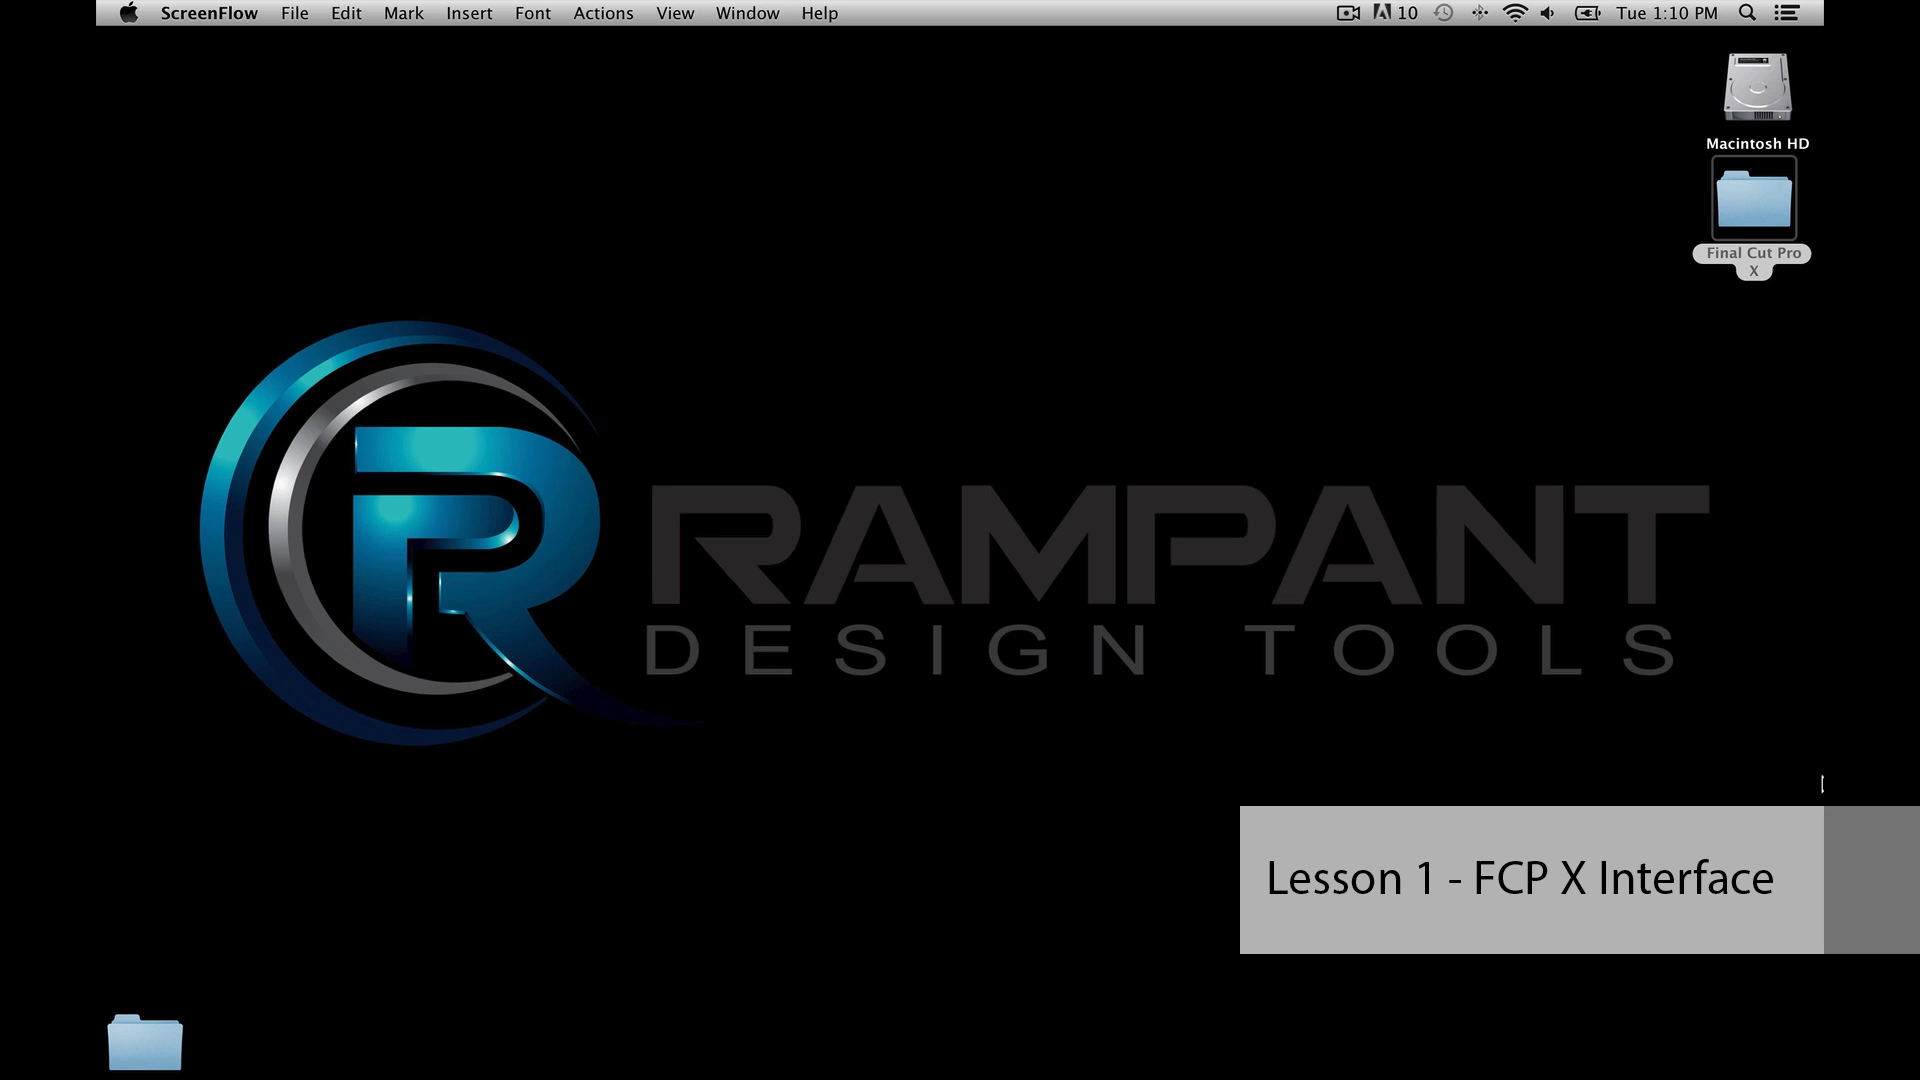 ScreenFlow File Edit Mark Insert Font Actions View Window Help 10 Tue 1:10 PM
Macintosh HD
Final Cut Pro
X
RAMPANT
DESIGN TOOLS
Lesson 1 - FCP X Interface